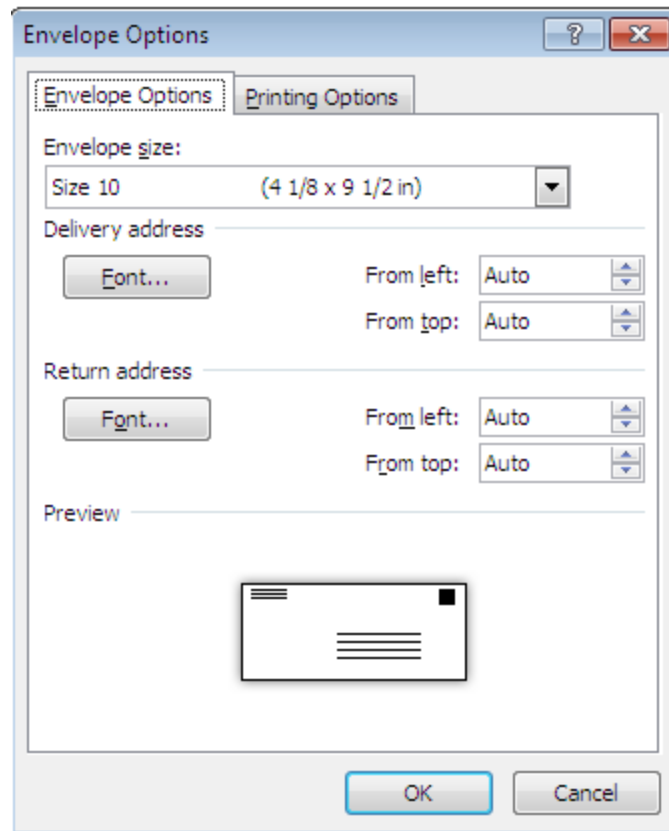 Envelope Options
Envelope Options Printing Options
Envelope size:
Size 10 (4 1/8 x 9 1/2 in)
Delivery address
Font... From left: Auto
From top: Auto
Return address
Font... From left: Auto
From top: Auto
Preview
OK Cancel